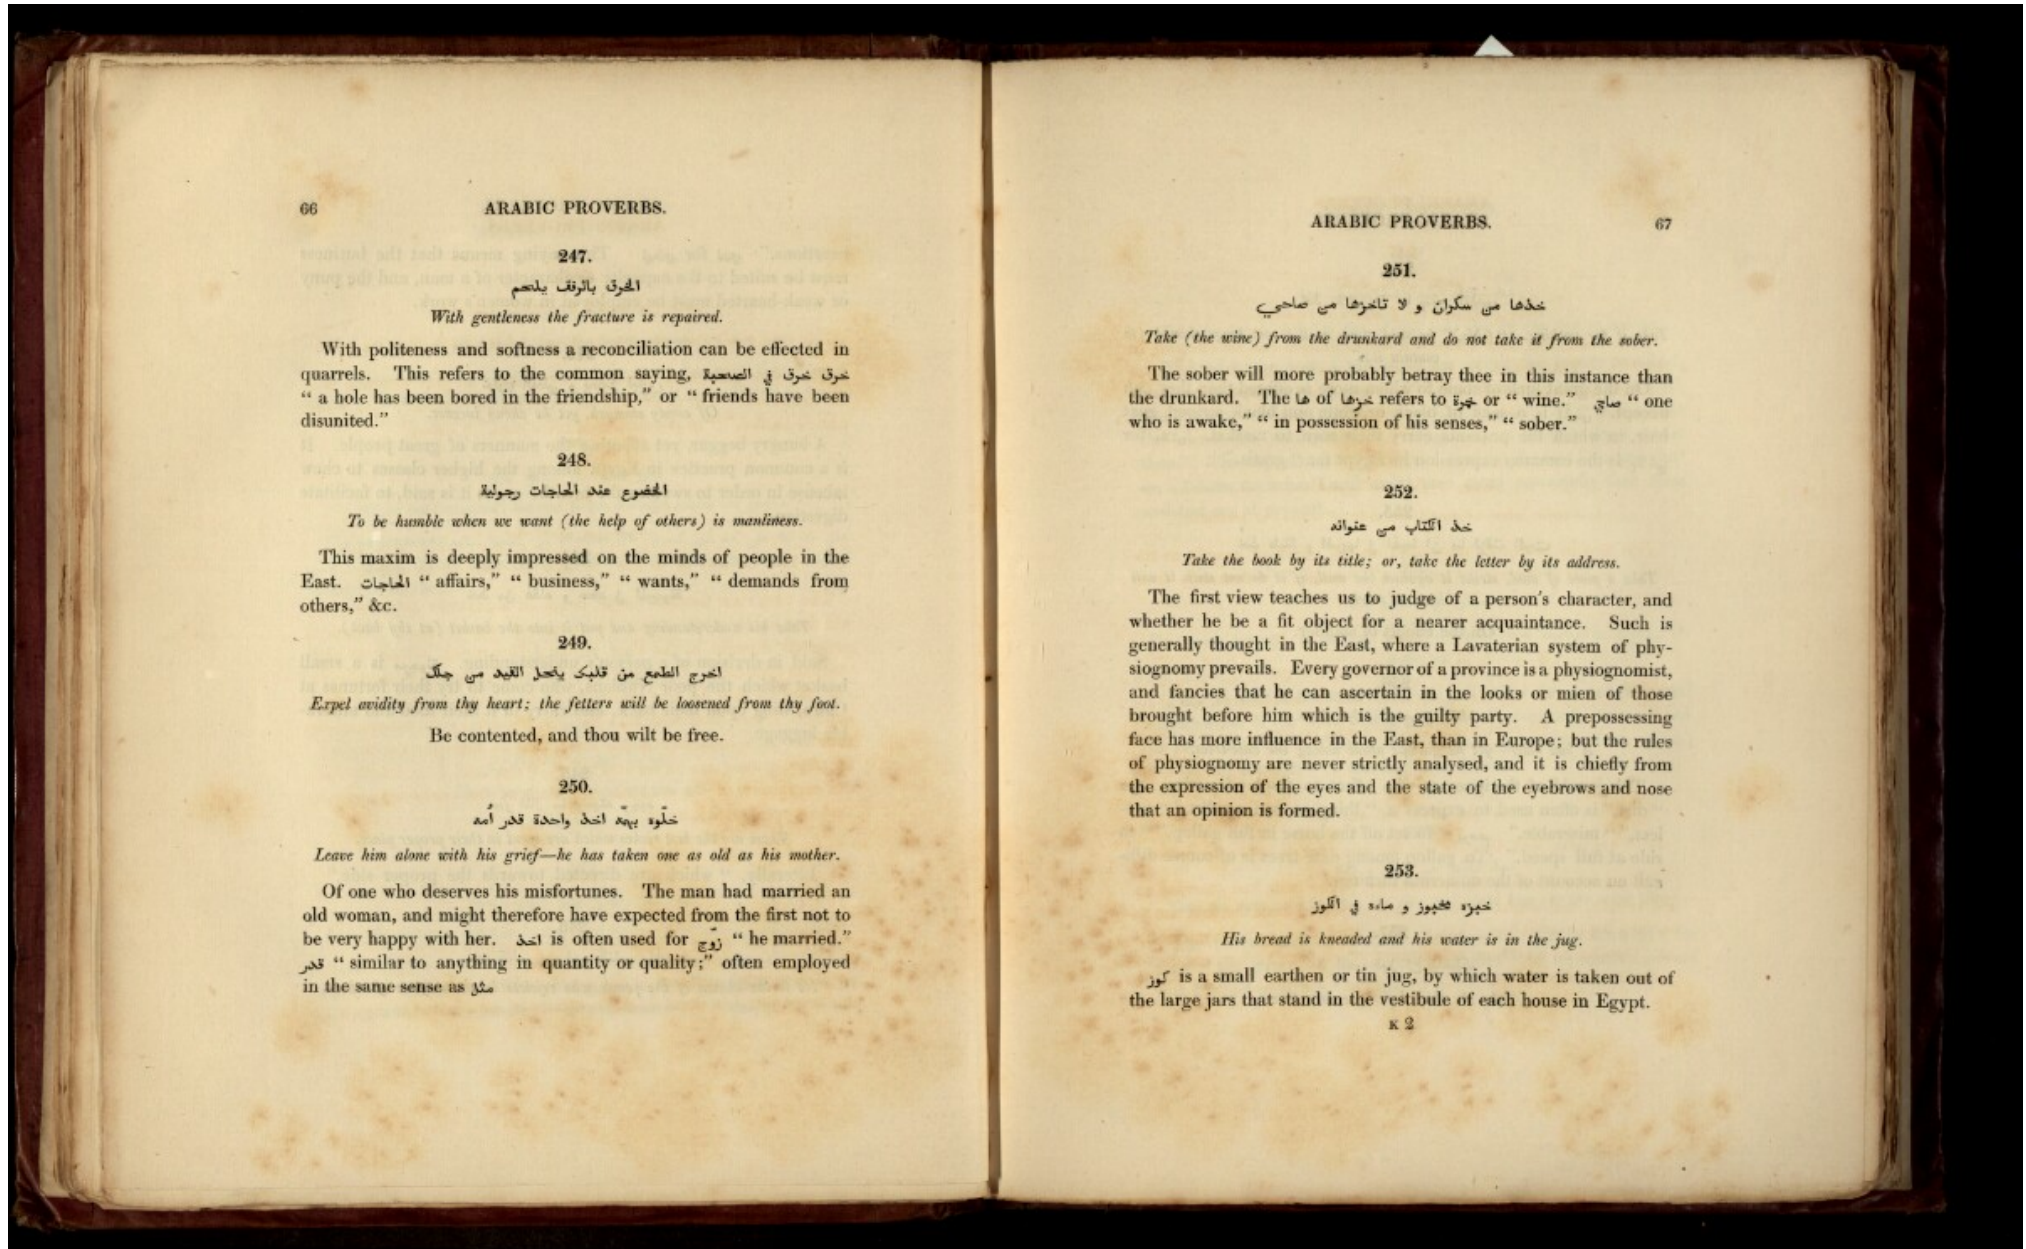 66
ARABIC PROVERBS.
247.
الخرق بالرفف يلحم
With gentleness the fracture is repaired.
With politeness and softness a reconciliation can be effected in
quarrels. This refers to the common saying, خرق خرق في الصحبة
“ a hole has been bored in the friendship,” or “ friends have been
disunited.”
248.
الخضوع عند الحاجات رجولية
To be humble when we want (the help of others) is manliness.
This maxim is deeply impressed on the minds of people in the
East. الحاجات “ affairs,” “ business,” “ wants,” “ demands from
others,” &c.
249.
اخرج الطمع من قلبك ينحل القيد من جلك
Expel avidity from thy heart; the fetters will be loosened from thy foot.
Be contented, and thou wilt be free.
250.
خلّوه بهمّه اخذ واحدة قدر اُمه
Leave him alone with his grief—he has taken one as old as his mother.
Of one who deserves his misfortunes. The man had married an
old woman, and might therefore have expected from the first not to
be very happy with her. اخذ is often used for زوّج “ he married.”
قدر “ similar to anything in quantity or quality;” often employed
in the same sense as مثل
ARABIC PROVERBS.
67
251.
خذها من سكران و لا تاخزها من صاحي
Take (the wine) from the drunkard and do not take it from the sober.
The sober will more probably betray thee in this instance than
the drunkard. The ها of خزها refers to خمرة or “ wine.” صاحي “ one
who is awake,” “ in possession of his senses,” “ sober.”
252.
خذ الكتاب من عنوانه
Take the book by its title; or, take the letter by its address.
The first view teaches us to judge of a person’s character, and
whether he be a fit object for a nearer acquaintance. Such is
generally thought in the East, where a Lavaterian system of phy-
siognomy prevails. Every governor of a province is a physiognomist,
and fancies that he can ascertain in the looks or mien of those
brought before him which is the guilty party. A prepossessing
face has more influence in the East, than in Europe; but the rules
of physiognomy are never strictly analysed, and it is chiefly from
the expression of the eyes and the state of the eyebrows and nose
that an opinion is formed.
253.
خبزه مخبوز و ماءه في الكوز
His bread is kneaded and his water is in the jug.
كوز is a small earthen or tin jug, by which water is taken out of
the large jars that stand in the vestibule of each house in Egypt.
K 2